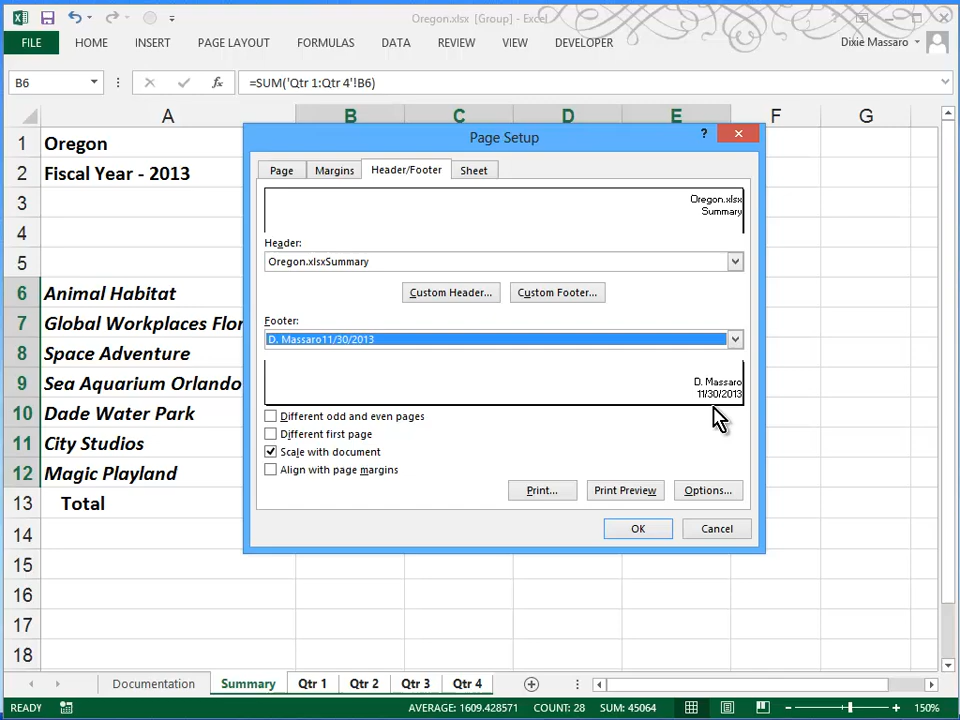 Oregon.xlsx [Group] - Excel
FILE HOME INSERT PAGE LAYOUT FORMULAS DATA REVIEW VIEW DEVELOPER Dixie Massaro
B6 fx =SUM('Qtr 1:Qtr 4'!B6)
A B C D E F G
1 Oregon
2 Fiscal Year - 2013
3
4
5
6 Animal Habitat
7 Global Workplaces Flor
8 Space Adventure
9 Sea Aquarium Orlando
10 Dade Water Park
11 City Studios
12 Magic Playland
13 Total
14
15
16
17
18
Page Setup ?
Page Margins Header/Footer Sheet
Oregon.xlsx
Summary
Header:
Oregon.xlsxSummary
Custom Header... Custom Footer...
Footer:
D. Massaro11/30/2013
D. Massaro
11/30/2013
Different odd and even pages
Different first page
Scale with document
Align with page margins
Print... Print Preview Options...
OK Cancel
Documentation Summary Qtr 1 Qtr 2 Qtr 3 Qtr 4
READY AVERAGE: 1609.428571 COUNT: 28 SUM: 45064 150%